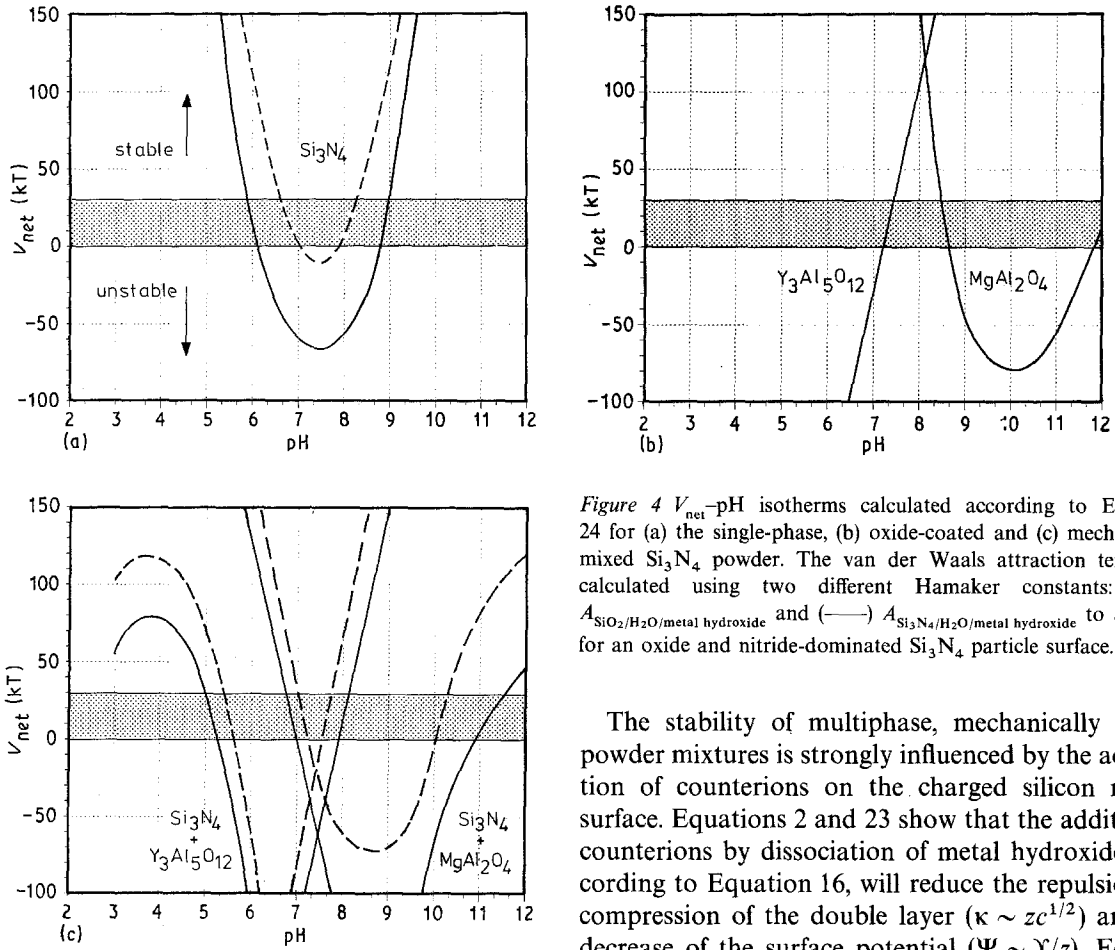 150
100
50
0
-50
-100
V_net (kT)
stable
unstable
Si3N4
2 3 4 5 6 7 8 9 10 11 12
(a) pH
150
100
50
0
-50
-100
V_net (kT)
Y3Al5O12
MgAl2O4
2 3 4 5 6 7 8 9 10 11 12
(b) pH
150
100
50
0
-50
-100
V_net (kT)
Si3N4
+
Y3Al5O12
Si3N4
+
MgAl2O4
2 3 4 5 6 7 8 9 10 11 12
(c) pH
Figure 4 V_net–pH isotherms calculated according to E
24 for (a) the single-phase, (b) oxide-coated and (c) mech
mixed Si3N4 powder. The van der Waals attraction te
calculated using two different Hamaker constants:
A_SiO2/H2O/metal hydroxide and (——) A_Si3N4/H2O/metal hydroxide to
for an oxide and nitride-dominated Si3N4 particle surface.
The stability of multiphase, mechanically
powder mixtures is strongly influenced by the a
tion of counterions on the charged silicon
surface. Equations 2 and 23 show that the addit
counterions by dissociation of metal hydroxide
cording to Equation 16, will reduce the repulsi
compression of the double layer (κ ~ zc^1/2) a
decrease of the surface potential (Ψ ~ ϒ/z)